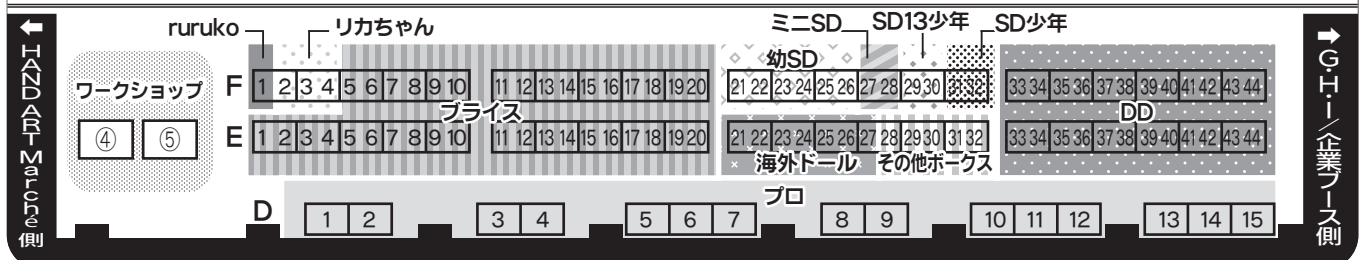 ruruko
リカちゃん
ミニSD
SD13少年
SD少年
幼SD
← HAND ART Marché 側
→ G・H・I／企業ブース側
ワークショップ
④ ⑤
F 1 2 3 4 5 6 7 8 9 10 11 12 13 14 15 16 17 18 19 20 21 22 23 24 25 26 27 28 29 30 31 32 33 34 35 36 37 38 39 40 41 42 43 44
ブライス
DD
E 1 2 3 4 5 6 7 8 9 10 11 12 13 14 15 16 17 18 19 20 21 22 23 24 25 26 27 28 29 30 31 32 33 34 35 36 37 38 39 40 41 42 43 44
海外ドール その他ボークス
プロ
D 1 2 3 4 5 6 7 8 9 10 11 12 13 14 15